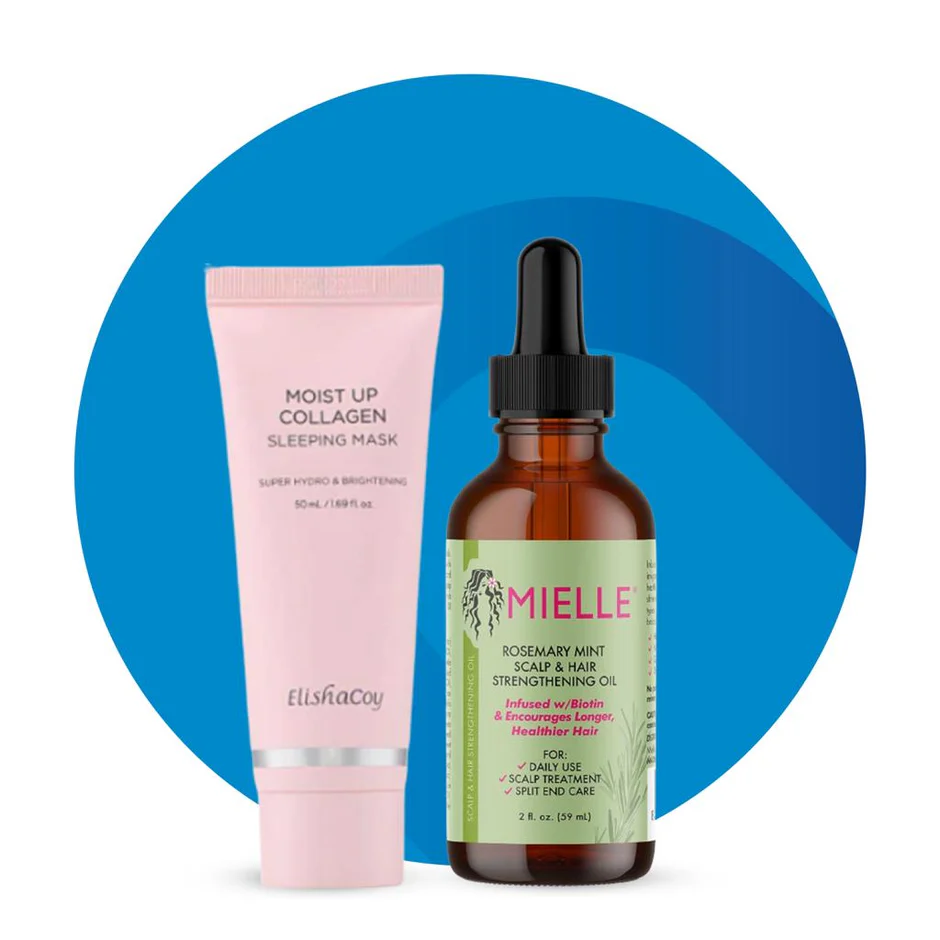 MOIST UP
COLLAGEN
SLEEPING MASK
SUPER HYDRO & BRIGHTENING
50 mL / 1.69 fl. oz.
ElishaCoy
MIELLE
ROSEMARY MINT
SCALP & HAIR
STRENGTHENING OIL
Infused w/Biotin
& Encourages Longer,
Healthier Hair
FOR:
✓ DAILY USE
✓ SCALP TREATMENT
✓ SPLIT END CARE
2 fl. oz. (59 mL)
SCALP & HAIR STRENGTHENING OIL